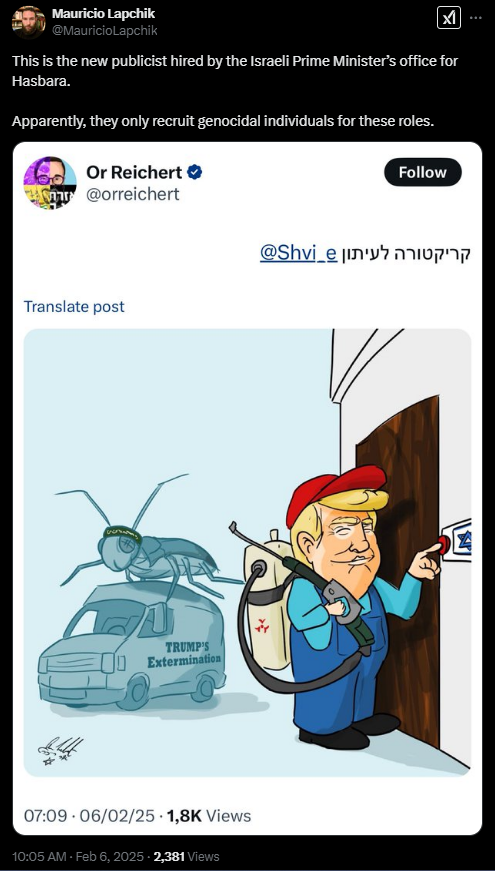 Mauricio Lapchik
@MauricioLapchik
This is the new publicist hired by the Israeli Prime Minister’s office for
Hasbara.
Apparently, they only recruit genocidal individuals for these roles.
Or Reichert
@orreichert
Follow
קריקטורה לעיתון @Shvi_e
Translate post
TRUMP'S
Extermination
07:09 · 06/02/25 · 1,8K Views
10:05 AM · Feb 6, 2025 · 2,381 Views